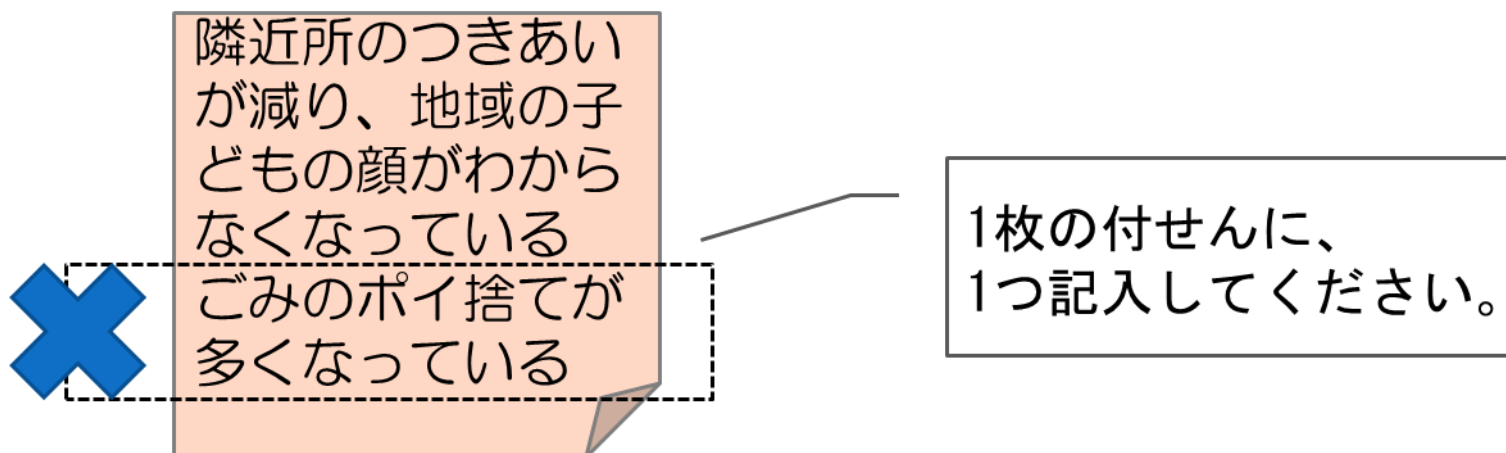 隣近所のつきあい
が減り、地域の子
どもの顔がわから
なくなっている
ごみのポイ捨てが
多くなっている
1枚の付せんに、
1つ記入してください。